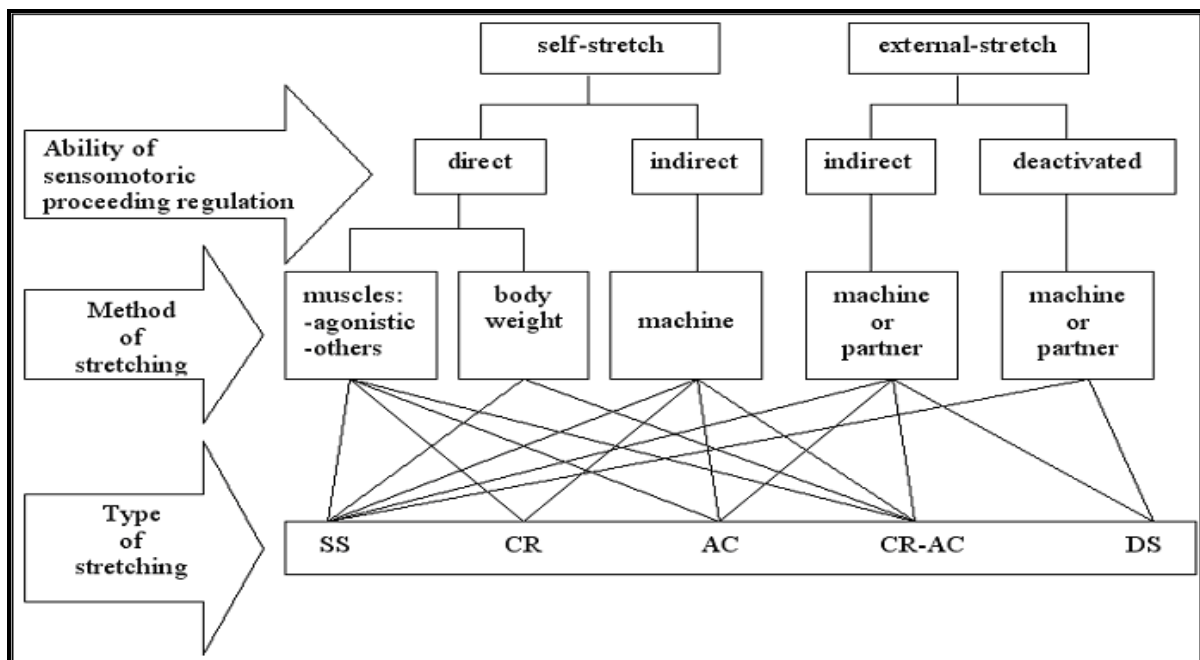 self-stretch
external-stretch
Ability of
sensomotoric
proceeding regulation
direct
indirect
indirect
deactivated
Method
of
stretching
muscles:
-agonistic
-others
body
weight
machine
machine
or
partner
machine
or
partner
Type
of
stretching
SS
CR
AC
CR-AC
DS